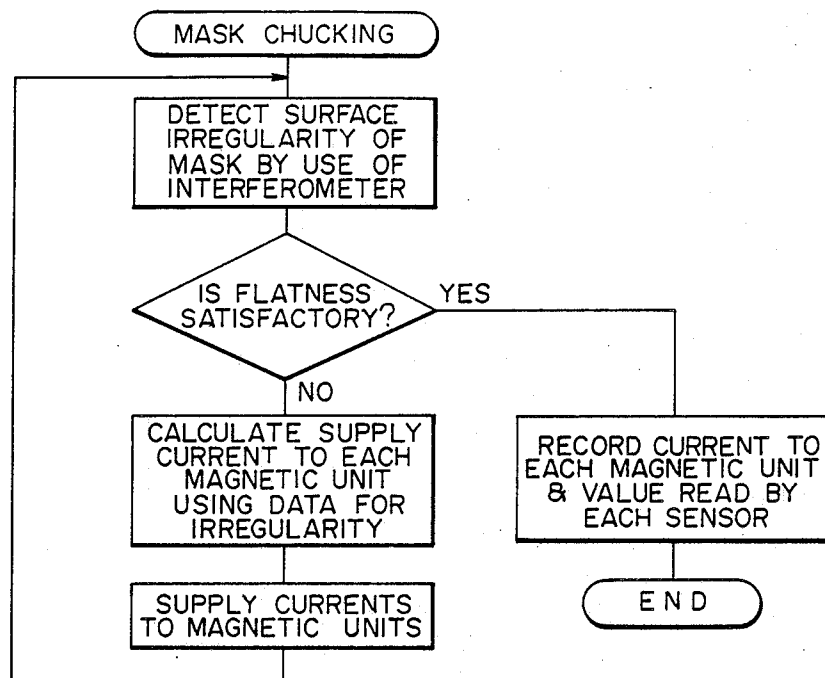 MASK CHUCKING
DETECT SURFACE
IRREGULARITY OF
MASK BY USE OF
INTERFEROMETER
IS FLATNESS
SATISFACTORY?
YES
NO
CALCULATE SUPPLY
CURRENT TO EACH
MAGNETIC UNIT
USING DATA FOR
IRREGULARITY
SUPPLY CURRENTS
TO MAGNETIC UNITS
RECORD CURRENT TO
EACH MAGNETIC UNIT
& VALUE READ BY
EACH SENSOR
END